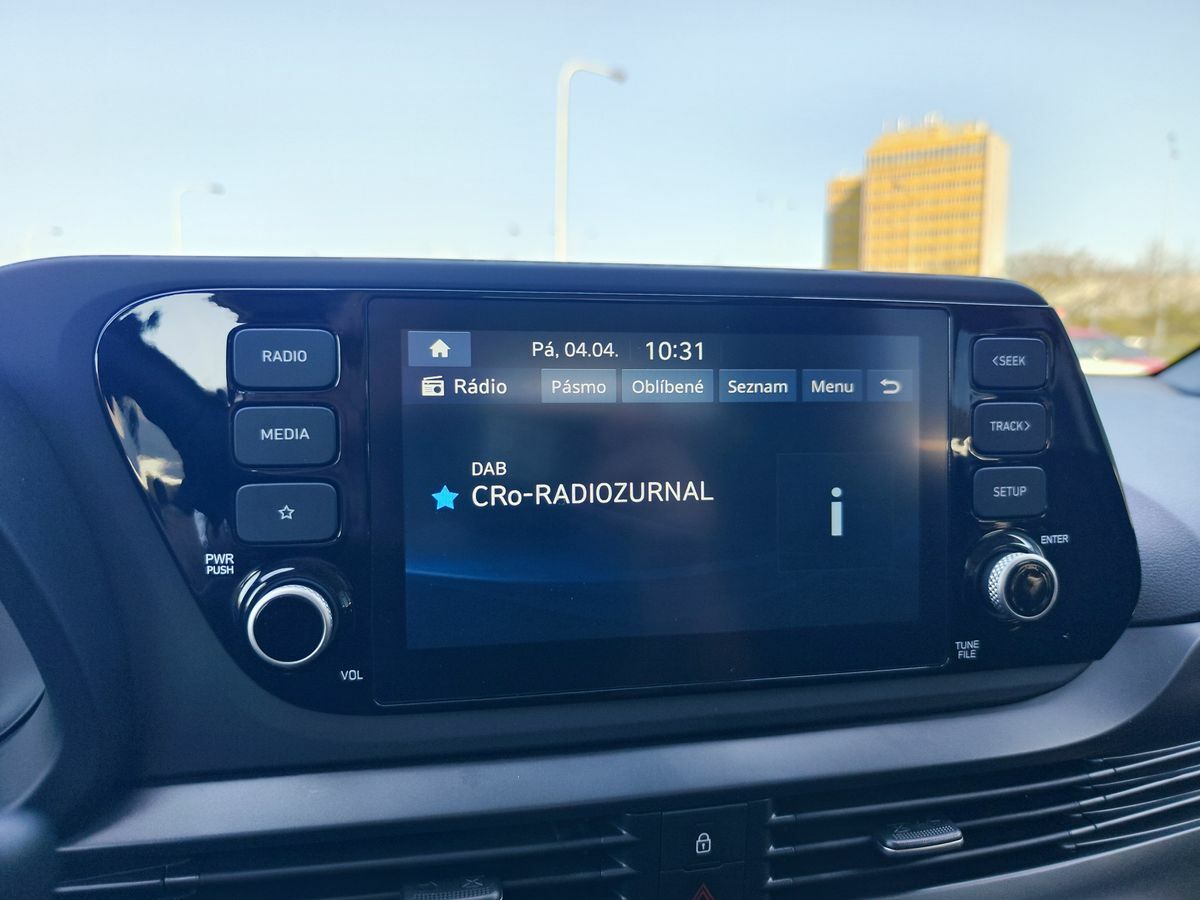 RADIO
MEDIA
PWR
PUSH
VOL
Pá, 04.04. 10:31
Rádio Pásmo Oblíbené Seznam Menu
DAB
CRo-RADIOZURNAL
i
<SEEK
TRACK>
SETUP
ENTER
TUNE
FILE